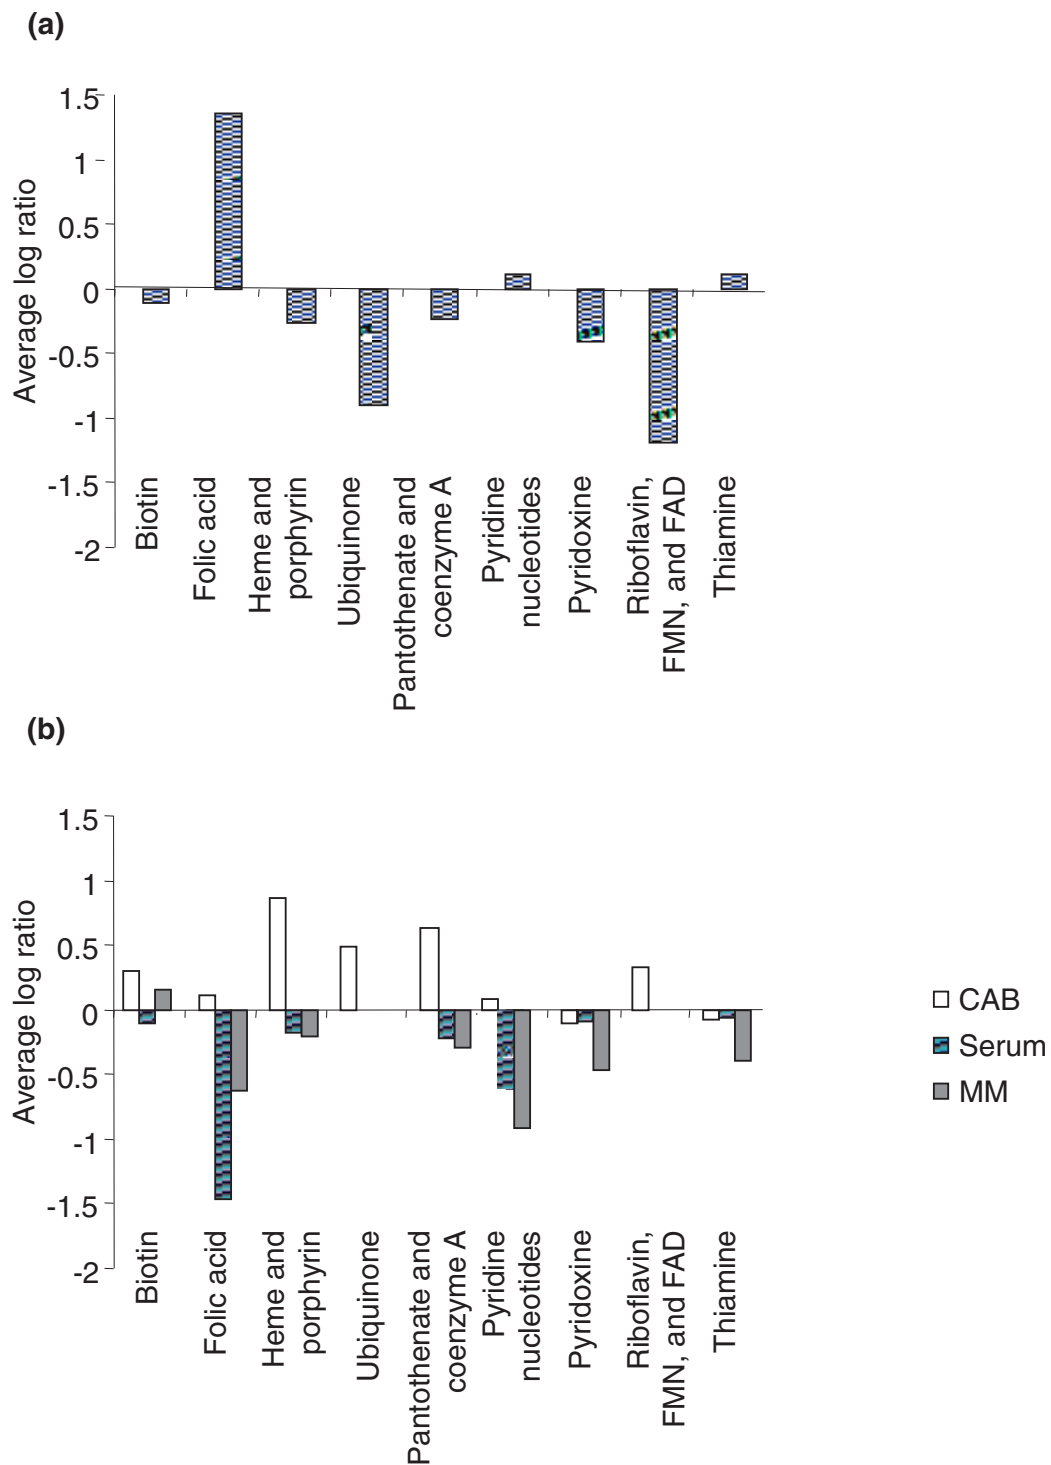 (a)
Average log ratio
1.5
1
0.5
0
-0.5
-1
-1.5
-2
Biotin
Folic acid
Heme and
porphyrin
Ubiquinone
Pantothenate and
coenzyme A
Pyridine
nucleotides
Pyridoxine
Riboflavin,
FMN, and FAD
Thiamine
(b)
Average log ratio
1.5
1
0.5
0
-0.5
-1
-1.5
-2
Biotin
Folic acid
Heme and
porphyrin
Ubiquinone
Pantothenate and
coenzyme A
Pyridine
nucleotides
Pyridoxine
Riboflavin,
FMN, and FAD
Thiamine
CAB
Serum
MM